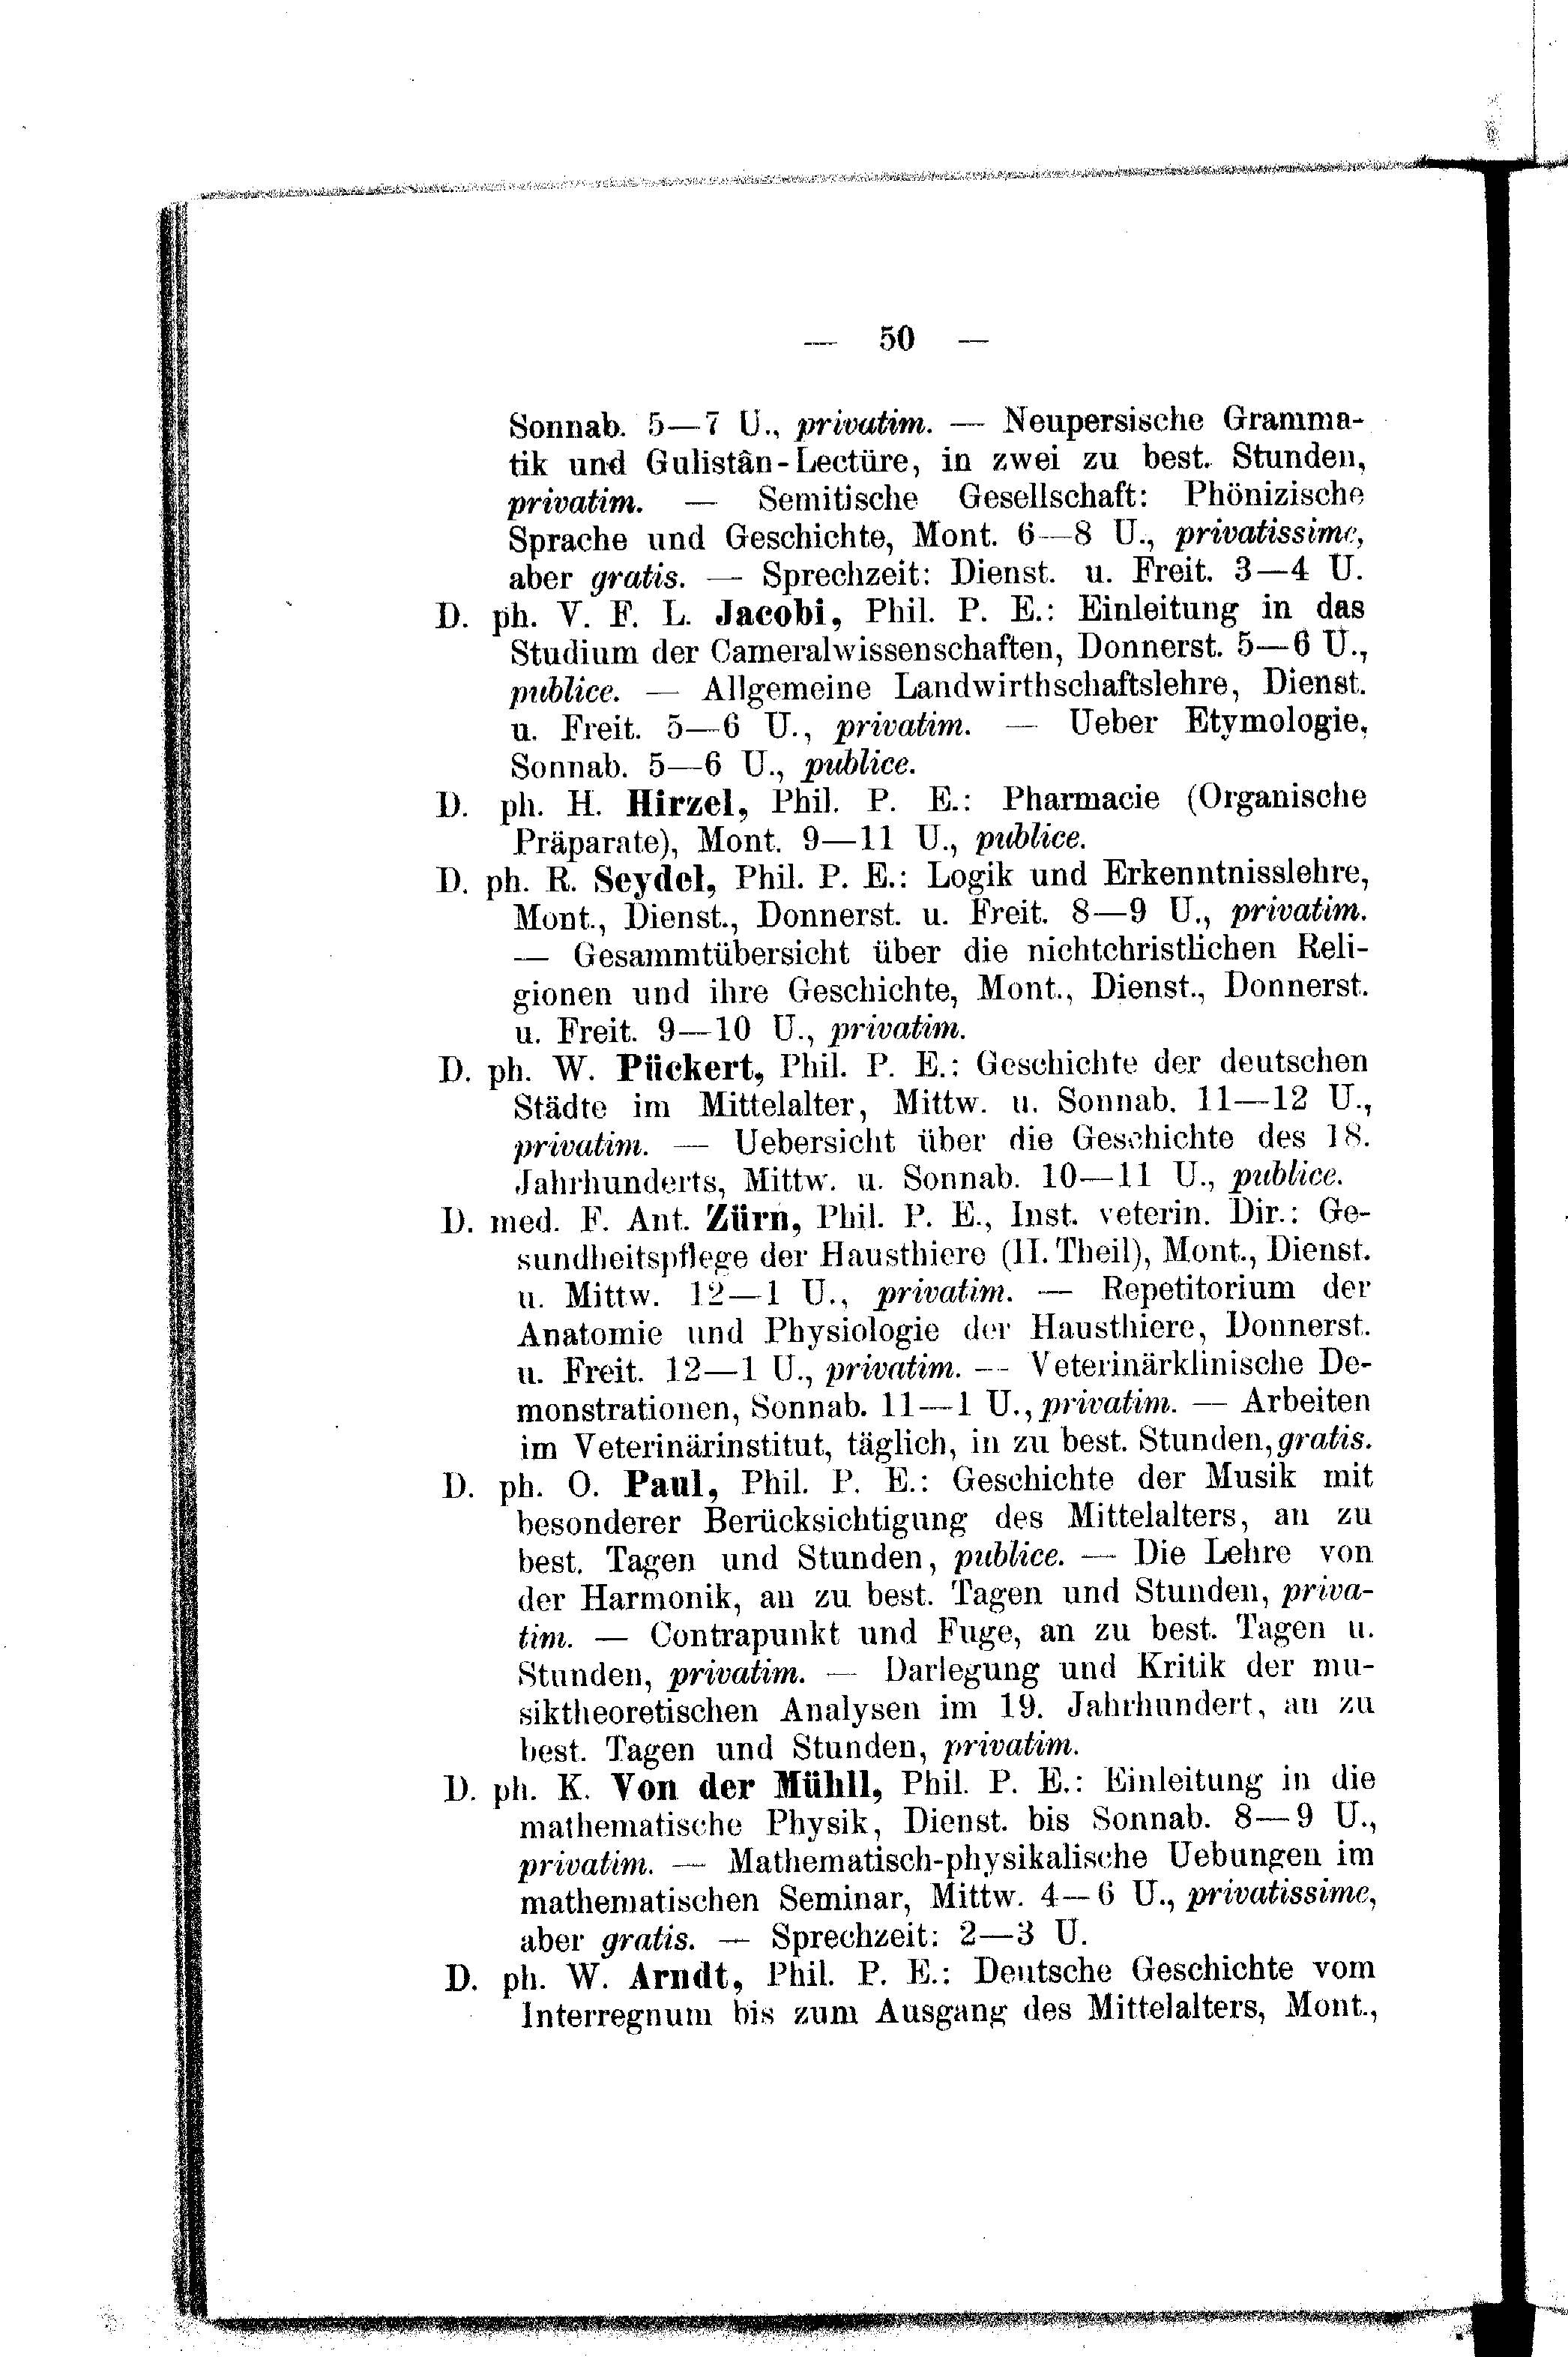 — 50 —
Sonnab. 5—7 U., privatim. — Neupersische Gramma-
tik und Gulistân-Lectüre, in zwei zu best. Stunden,
privatim. — Semitische Gesellschaft: Phönizische
Sprache und Geschichte, Mont. 6—8 U., privatissime,
aber gratis. — Sprechzeit: Dienst. u. Freit. 3—4 U.
D. ph. V. F. L. Jacobi, Phil. P. E.: Einleitung in das
Studium der Cameralwissenschaften, Donnerst. 5—6 U.,
publice. — Allgemeine Landwirthschaftslehre, Dienst.
u. Freit. 5—6 U., privatim. — Ueber Etymologie,
Sonnab. 5—6 U., publice.
D. ph. H. Hirzel, Phil. P. E.: Pharmacie (Organische
Präparate), Mont. 9—11 U., publice.
D. ph. R. Seydel, Phil. P. E.: Logik und Erkenntnisslehre,
Mont., Dienst., Donnerst. u. Freit. 8—9 U., privatim.
— Gesammtübersicht über die nichtchristlichen Reli-
gionen und ihre Geschichte, Mont., Dienst., Donnerst.
u. Freit. 9—10 U., privatim.
D. ph. W. Pückert, Phil. P. E.: Geschichte der deutschen
Städte im Mittelalter, Mittw. u. Sonnab. 11—12 U.,
privatim. — Uebersicht über die Geschichte des 18.
Jahrhunderts, Mittw. u. Sonnab. 10—11 U., publice.
D. med. F. Ant. Zürn, Phil. P. E., Inst. veterin. Dir.: Ge-
sundheitspflege der Hausthiere (II. Theil), Mont., Dienst.
u. Mittw. 12—1 U., privatim. — Repetitorium der
Anatomie und Physiologie der Hausthiere, Donnerst.
u. Freit. 12—1 U., privatim. — Veterinärklinische De-
monstrationen, Sonnab. 11—1 U., privatim. — Arbeiten
im Veterinärinstitut, täglich, in zu best. Stunden, gratis.
D. ph. O. Paul, Phil. P. E.: Geschichte der Musik mit
besonderer Berücksichtigung des Mittelalters, an zu
best. Tagen und Stunden, publice. — Die Lehre von
der Harmonik, an zu best. Tagen und Stunden, priva-
tim. — Contrapunkt und Fuge, an zu best. Tagen u.
Stunden, privatim. — Darlegung und Kritik der mu-
siktheoretischen Analysen im 19. Jahrhundert, an zu
best. Tagen und Stunden, privatim.
D. ph. K. Von der Mühll, Phil. P. E.: Einleitung in die
mathematische Physik, Dienst. bis Sonnab. 8—9 U.,
privatim. — Mathematisch-physikalische Uebungen im
mathematischen Seminar, Mittw. 4—6 U., privatissime,
aber gratis. — Sprechzeit: 2—3 U.
D. ph. W. Arndt, Phil. P. E.: Deutsche Geschichte vom
Interregnum bis zum Ausgang des Mittelalters, Mont.,